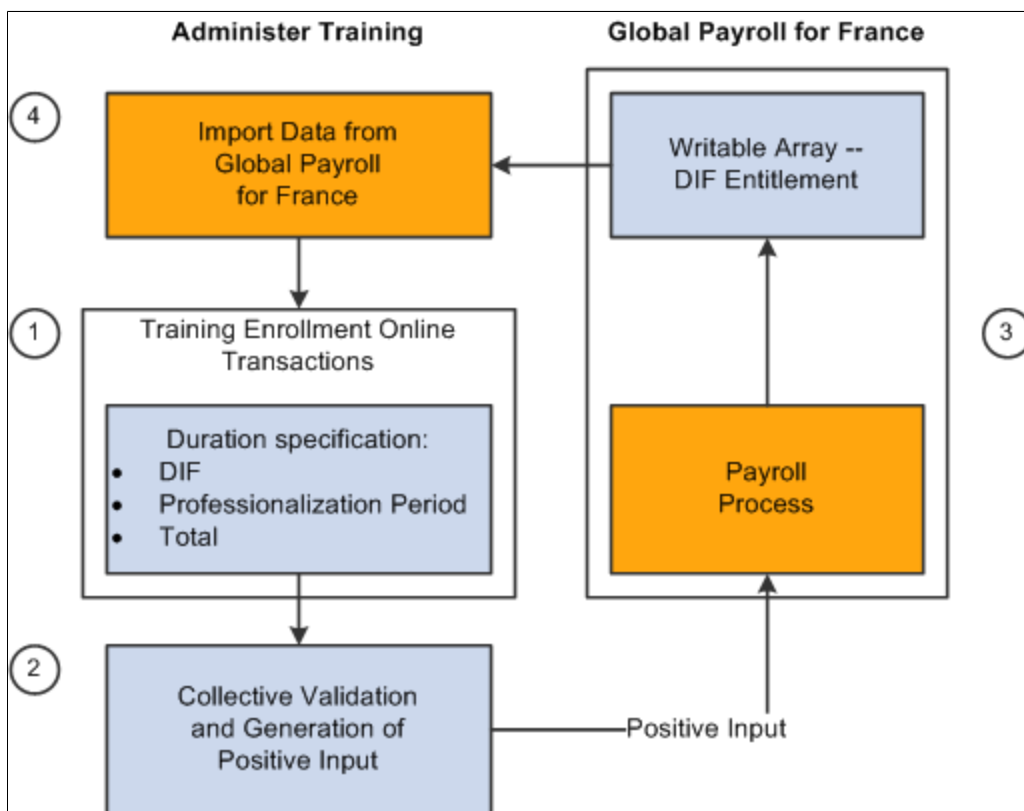 Administer Training
Global Payroll for France
4
Import Data from
Global Payroll
for France
Writable Array --
DIF Entitlement
1
Training Enrollment Online
Transactions
3
Duration specification:
• DIF
• Professionalization Period
• Total
Payroll
Process
2
Collective Validation
and Generation of
Positive Input
Positive Input